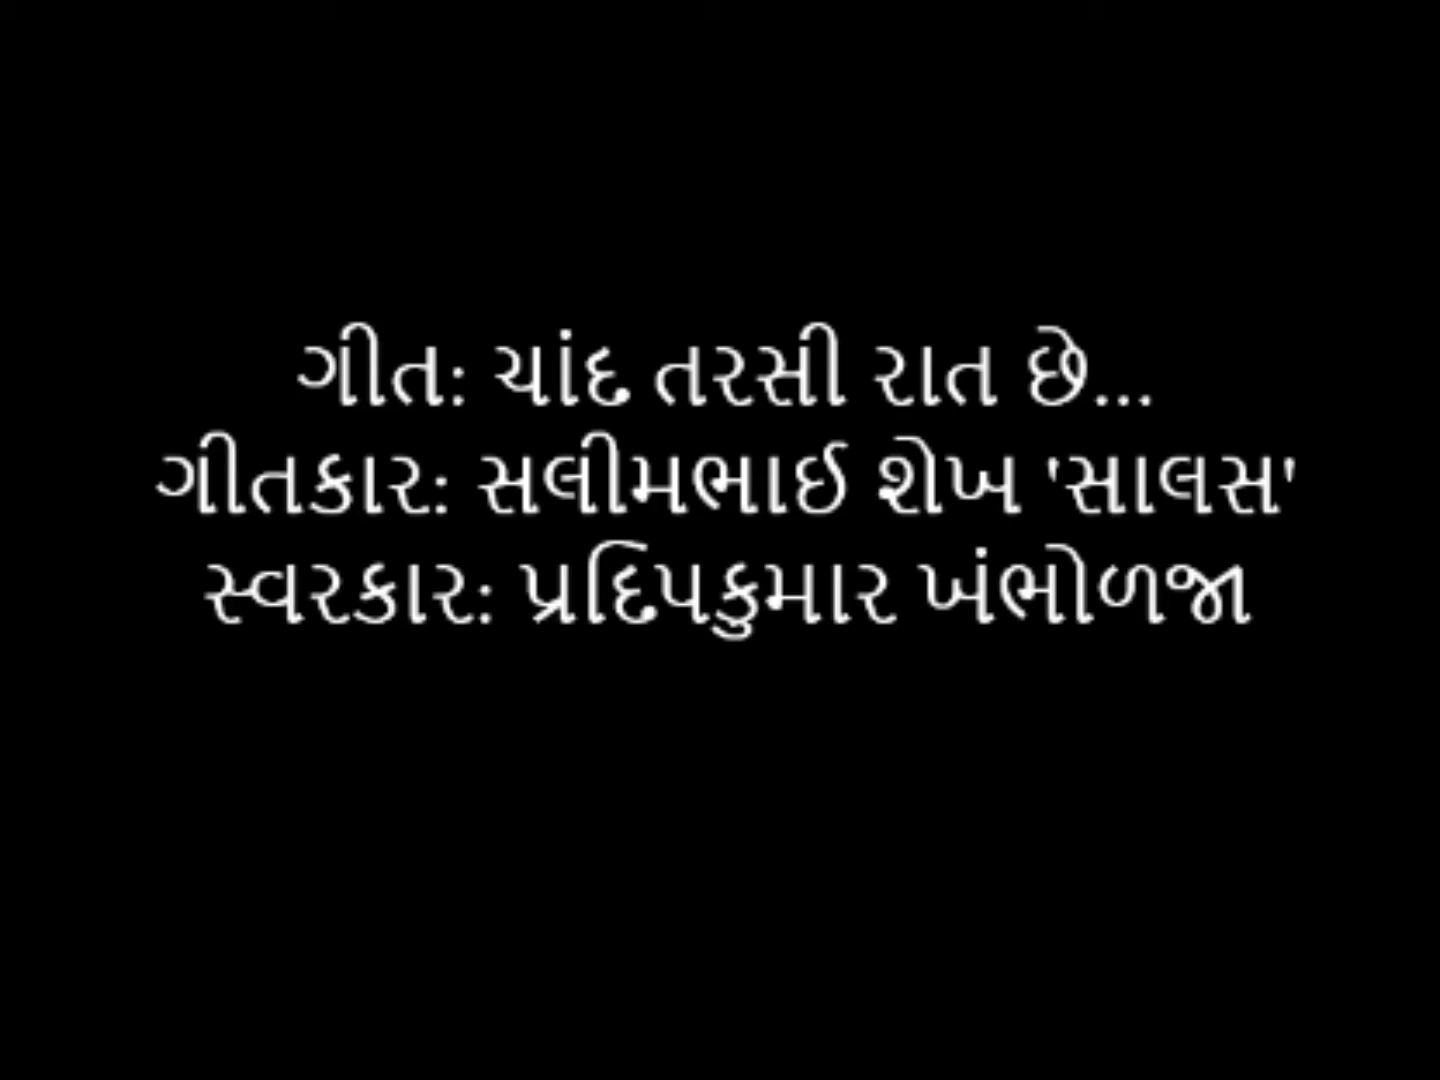 ગીત: ચાંદ તરસી રાત છે...
ગીતકાર: સલીમભાઈ શેખ 'સાલસ'
સ્વરકાર: પ્રદિપકુમાર ખંભોળજા